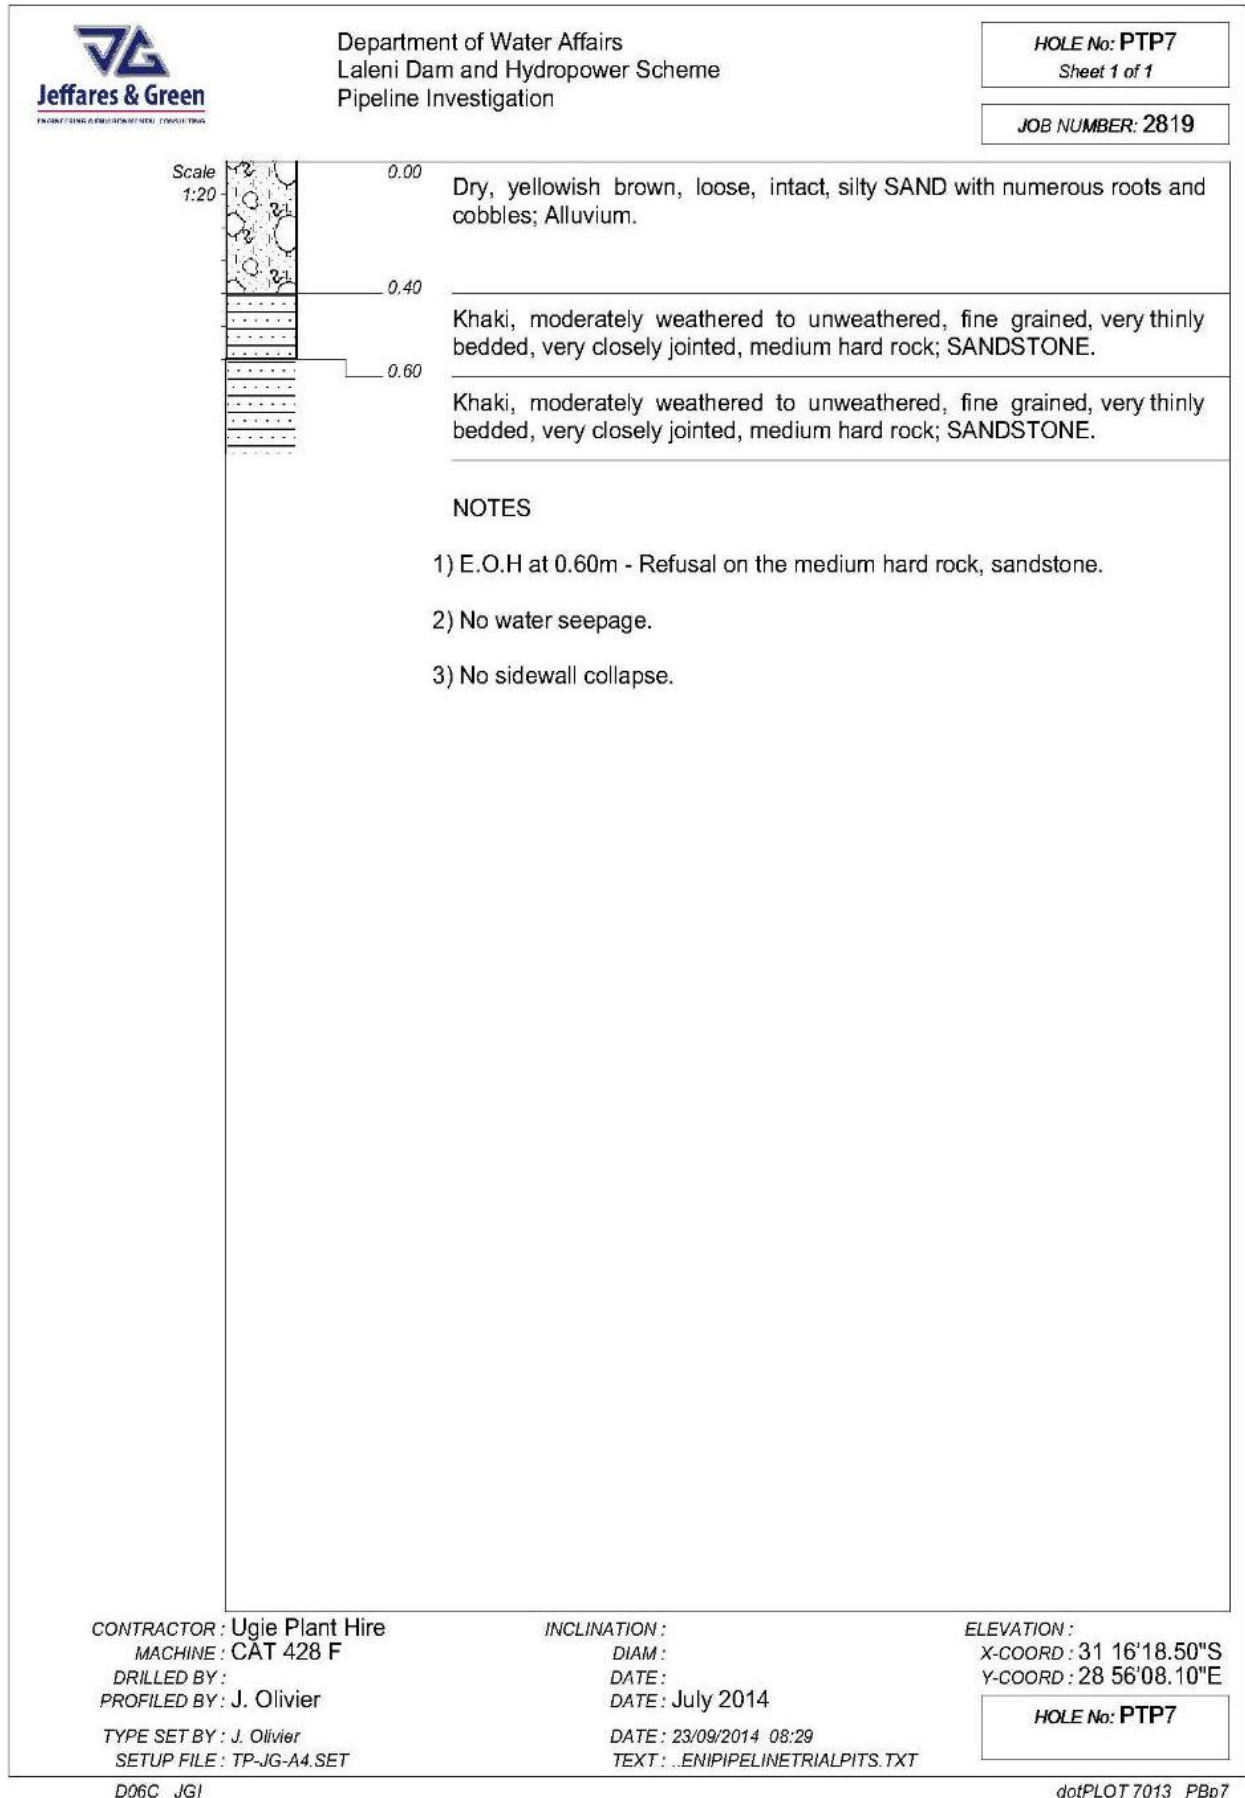 Jeffares & Green
ENGINEERING & ENVIRONMENTAL CONSULTING
Department of Water Affairs
Laleni Dam and Hydropower Scheme
Pipeline Investigation
HOLE No: PTP7
Sheet 1 of 1
JOB NUMBER: 2819
Scale
1:20
0.00
Dry, yellowish brown, loose, intact, silty SAND with numerous roots and
cobbles; Alluvium.
0.40
Khaki, moderately weathered to unweathered, fine grained, very thinly
bedded, very closely jointed, medium hard rock; SANDSTONE.
0.60
Khaki, moderately weathered to unweathered, fine grained, very thinly
bedded, very closely jointed, medium hard rock; SANDSTONE.
NOTES
1) E.O.H at 0.60m - Refusal on the medium hard rock, sandstone.
2) No water seepage.
3) No sidewall collapse.
CONTRACTOR : Ugie Plant Hire
MACHINE : CAT 428 F
DRILLED BY :
PROFILED BY : J. Olivier
TYPE SET BY : J. Olivier
SETUP FILE : TP-JG-A4.SET
INCLINATION :
DIAM :
DATE :
DATE : July 2014
DATE : 23/09/2014 08:29
TEXT : ..ENIPIPELINETRIALPITS.TXT
ELEVATION :
X-COORD : 31 16'18.50"S
Y-COORD : 28 56'08.10"E
HOLE No: PTP7
D06C JGI
dotPLOT 7013 PBp7